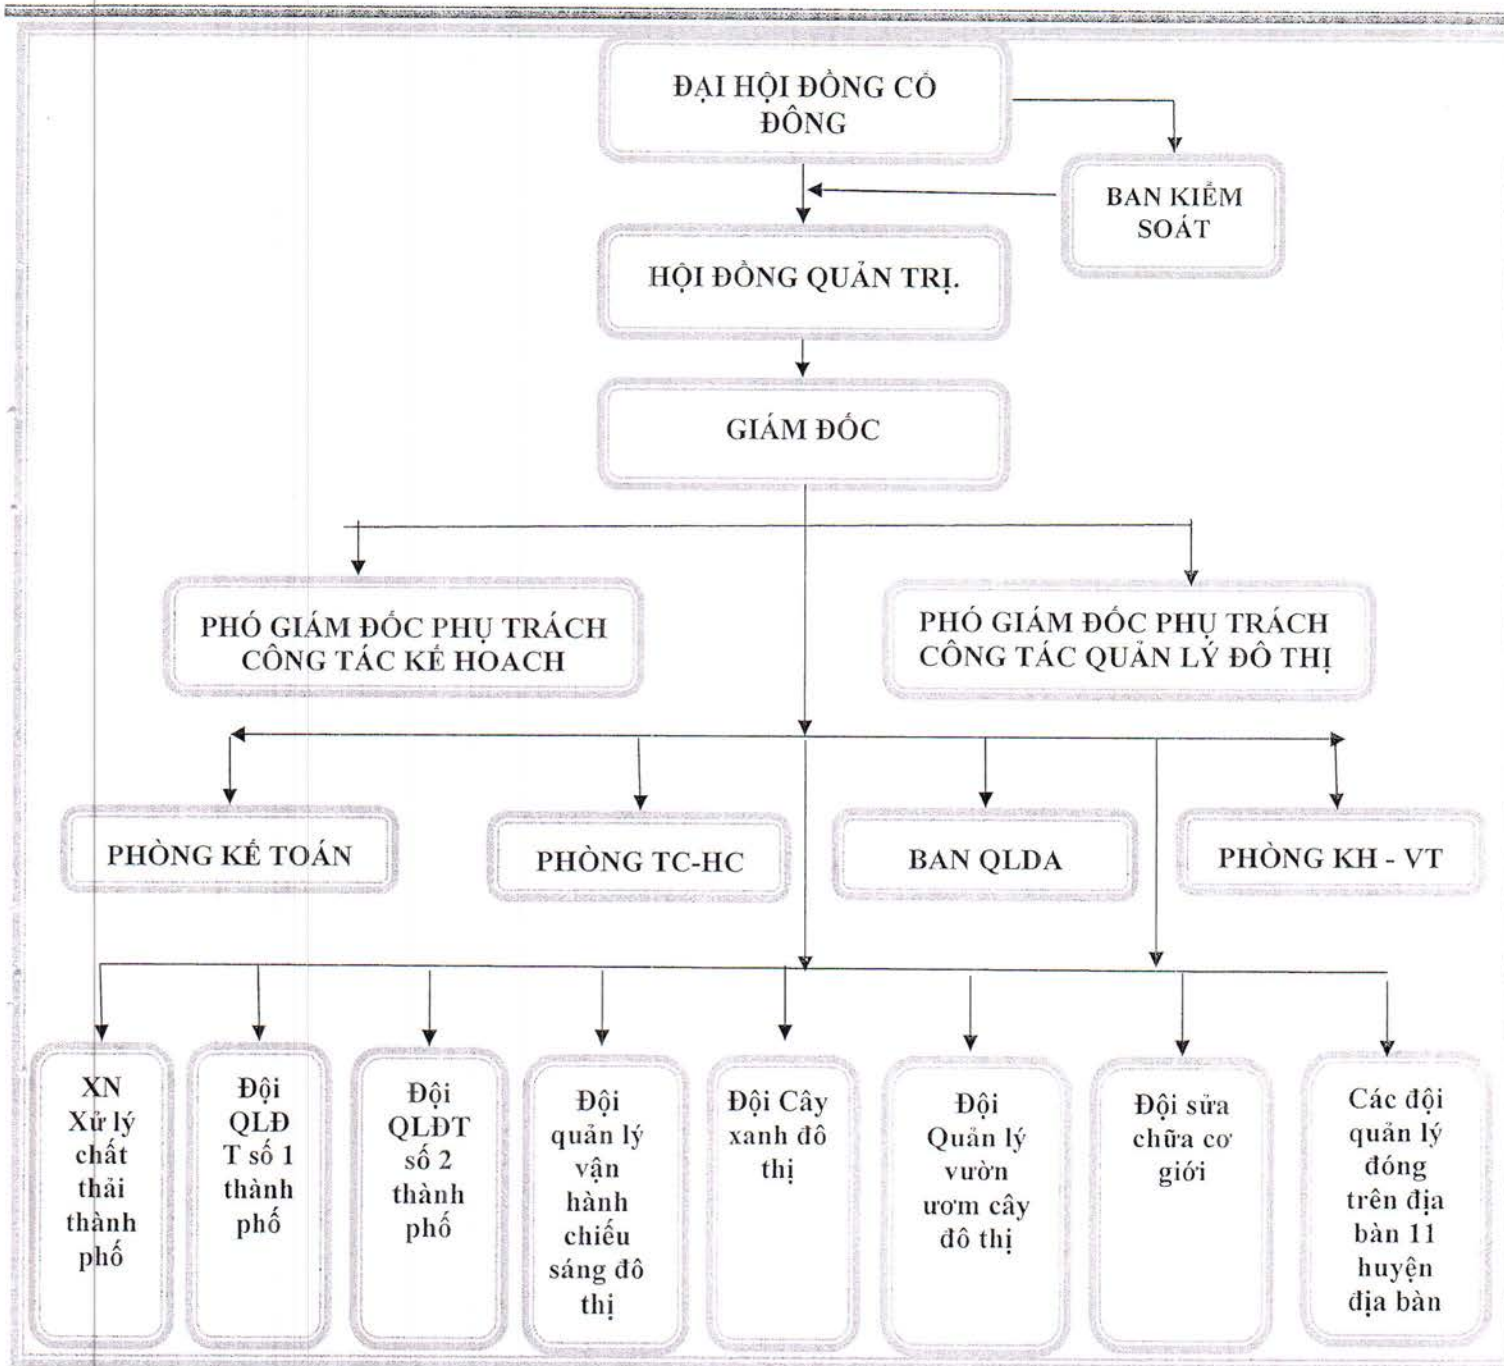 ĐẠI HỘI ĐỒNG CỔ
ĐÔNG
BAN KIỂM
SOÁT
HỘI ĐỒNG QUẢN TRỊ.
GIÁM ĐỐC
PHÓ GIÁM ĐỐC PHỤ TRÁCH
CÔNG TÁC KẾ HOẠCH
PHÓ GIÁM ĐỐC PHỤ TRÁCH
CÔNG TÁC QUẢN LÝ ĐÔ THỊ
PHÒNG KẾ TOÁN
PHÒNG TC-HC
BAN QLDA
PHÒNG KH - VT
XN
Xử lý
chất
thải
thành
phố
Đội
QLĐ
T số 1
thành
phố
Đội
QLĐT
số 2
thành
phố
Đội
quản lý
vận
hành
chiếu
sáng đô
thị
Đội Cây
xanh đô
thị
Đội
Quản lý
vườn
ươm cây
đô thị
Đội sửa
chữa cơ
giới
Các đội
quản lý
đóng
trên địa
bàn 11
huyện
địa bàn